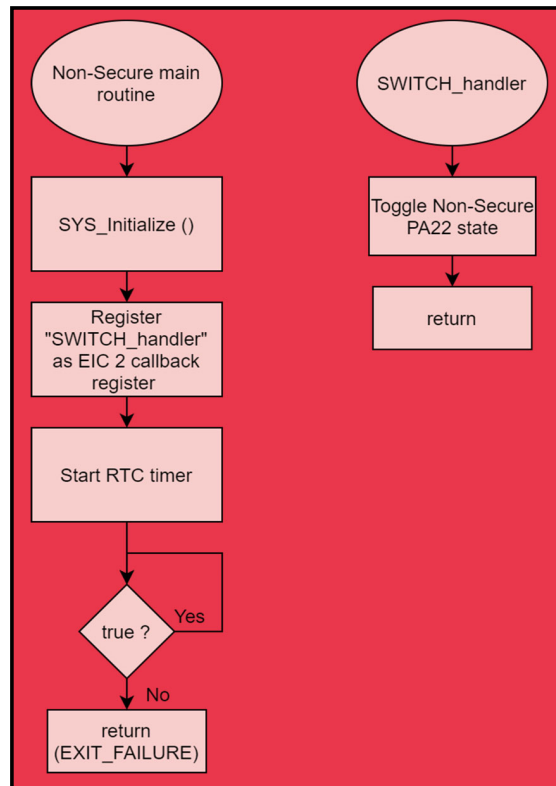 Non-Secure main
routine
SYS_Initialize ()
Register
"SWITCH_handler"
as EIC 2 callback
register
Start RTC timer
true ?
Yes
No
return
(EXIT_FAILURE)
SWITCH_handler
Toggle Non-Secure
PA22 state
return